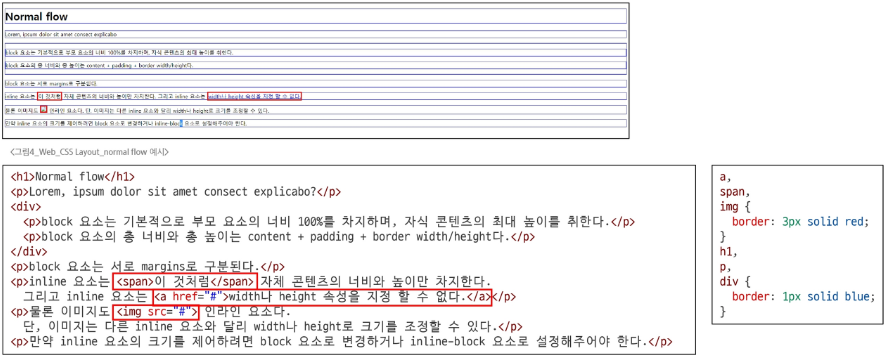 Normal flow
Lorem, ipsum dolor sit amet consect explicabo
block 요소는 기본적으로 부모 요소의 너비 100%를 차지하며, 자식 콘텐츠의 최대 높이를 취한다.
block 요소의 총 너비와 총 높이는 content + padding + border width/height다.
block 요소는 서로 margins로 구분된다.
inline 요소는 이 것처럼 자체 콘텐츠의 너비와 높이만 차지한다. 그리고 inline 요소는 width나 height 속성을 지정 할 수 없다.
물론 이미지도 인라인 요소다. 단, 이미지는 다른 inline 요소와 달리 width나 height로 크기를 조정할 수 있다.
만약 inline 요소의 크기를 제어하려면 block 요소로 변경하거나 inline-block 요소로 설정해주어야 한다.
<그림4_Web_CSS Layout_normal flow 예시>
<h1>Normal flow</h1>
<p>Lorem, ipsum dolor sit amet consect explicabo?</p>
<div>
<p>block 요소는 기본적으로 부모 요소의 너비 100%를 차지하며, 자식 콘텐츠의 최대 높이를 취한다.</p>
<p>block 요소의 총 너비와 총 높이는 content + padding + border width/height다.</p>
</div>
<p>block 요소는 서로 margins로 구분된다.</p>
<p>inline 요소는 <span>이 것처럼</span> 자체 콘텐츠의 너비와 높이만 차지한다.
그리고 inline 요소는 <a href="#">width나 height 속성을 지정 할 수 없다.</a></p>
<p>물론 이미지도 <img src="#"> 인라인 요소다.
단, 이미지는 다른 inline 요소와 달리 width나 height로 크기를 조정할 수 있다.</p>
<p>만약 inline 요소의 크기를 제어하려면 block 요소로 변경하거나 inline-block 요소로 설정해주어야 한다.</p>
a,
span,
img {
border: 3px solid red;
}
h1,
p,
div {
border: 1px solid blue;
}